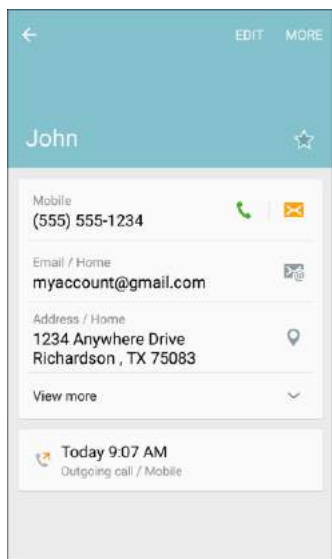 EDIT MORE
John
Mobile
(555) 555-1234
Email / Home
myaccount@gmail.com
Address / Home
1234 Anywhere Drive
Richardson , TX 75083
View more
Today 9:07 AM
Outgoing call / Mobile